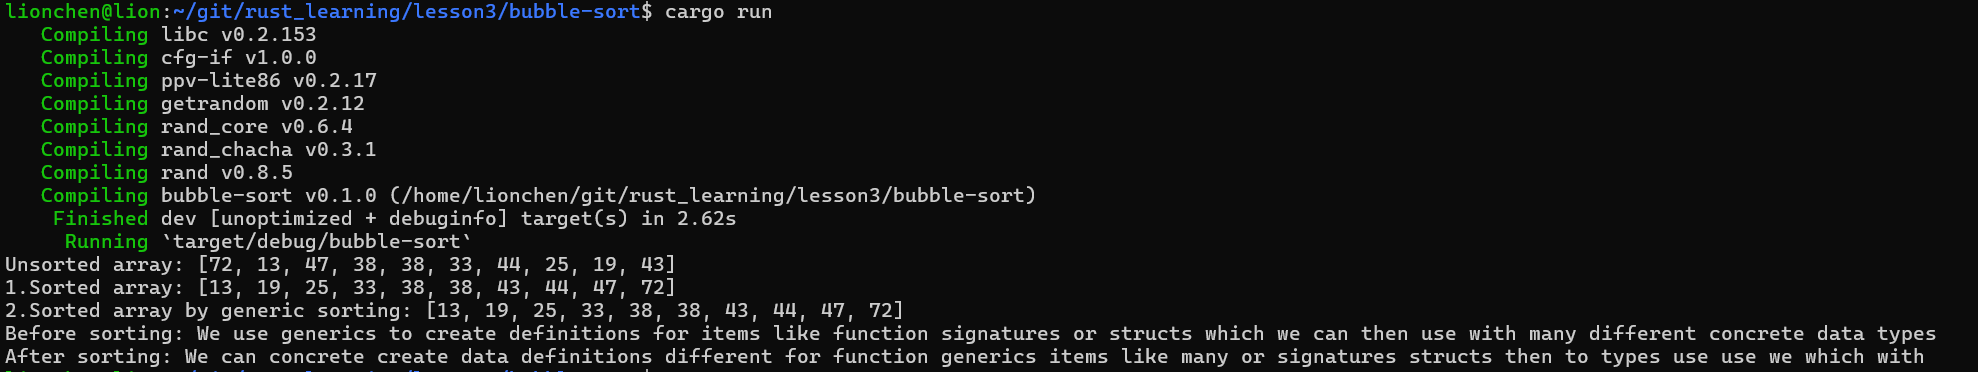 lionchen@lion:~/git/rust_learning/lesson3/bubble-sort$ cargo run
Compiling libc v0.2.153
Compiling cfg-if v1.0.0
Compiling ppv-lite86 v0.2.17
Compiling getrandom v0.2.12
Compiling rand_core v0.6.4
Compiling rand_chacha v0.3.1
Compiling rand v0.8.5
Compiling bubble-sort v0.1.0 (/home/lionchen/git/rust_learning/lesson3/bubble-sort)
Finished dev [unoptimized + debuginfo] target(s) in 2.62s
Running `target/debug/bubble-sort`
Unsorted array: [72, 13, 47, 38, 38, 33, 44, 25, 19, 43]
1.Sorted array: [13, 19, 25, 33, 38, 38, 43, 44, 47, 72]
2.Sorted array by generic sorting: [13, 19, 25, 33, 38, 38, 43, 44, 47, 72]
Before sorting: We use generics to create definitions for items like function signatures or structs which we can then use with many different concrete data types
After sorting: We can concrete create data definitions different for function generics items like many or signatures structs then to types use use we which with